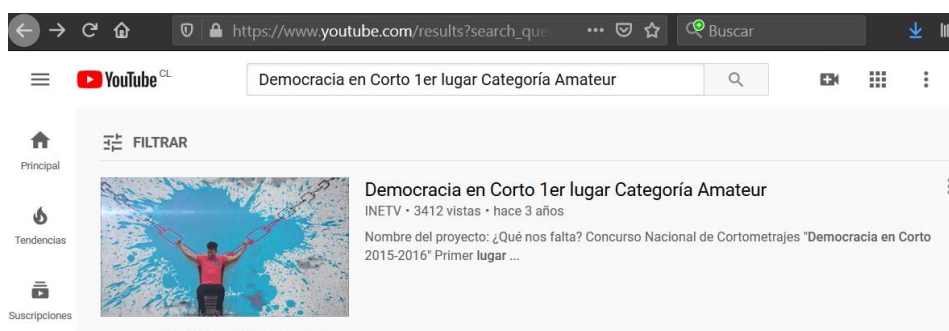 https://www.youtube.com/results?search_que
Buscar
YouTube CL
Democracia en Corto 1er lugar Categoría Amateur
FILTRAR
Principal
Tendencias
Suscripciones
Democracia en Corto 1er lugar Categoría Amateur
INETV • 3412 vistas • hace 3 años
Nombre del proyecto: ¿Qué nos falta? Concurso Nacional de Cortometrajes "Democracia en Corto
2015-2016" Primer lugar ...